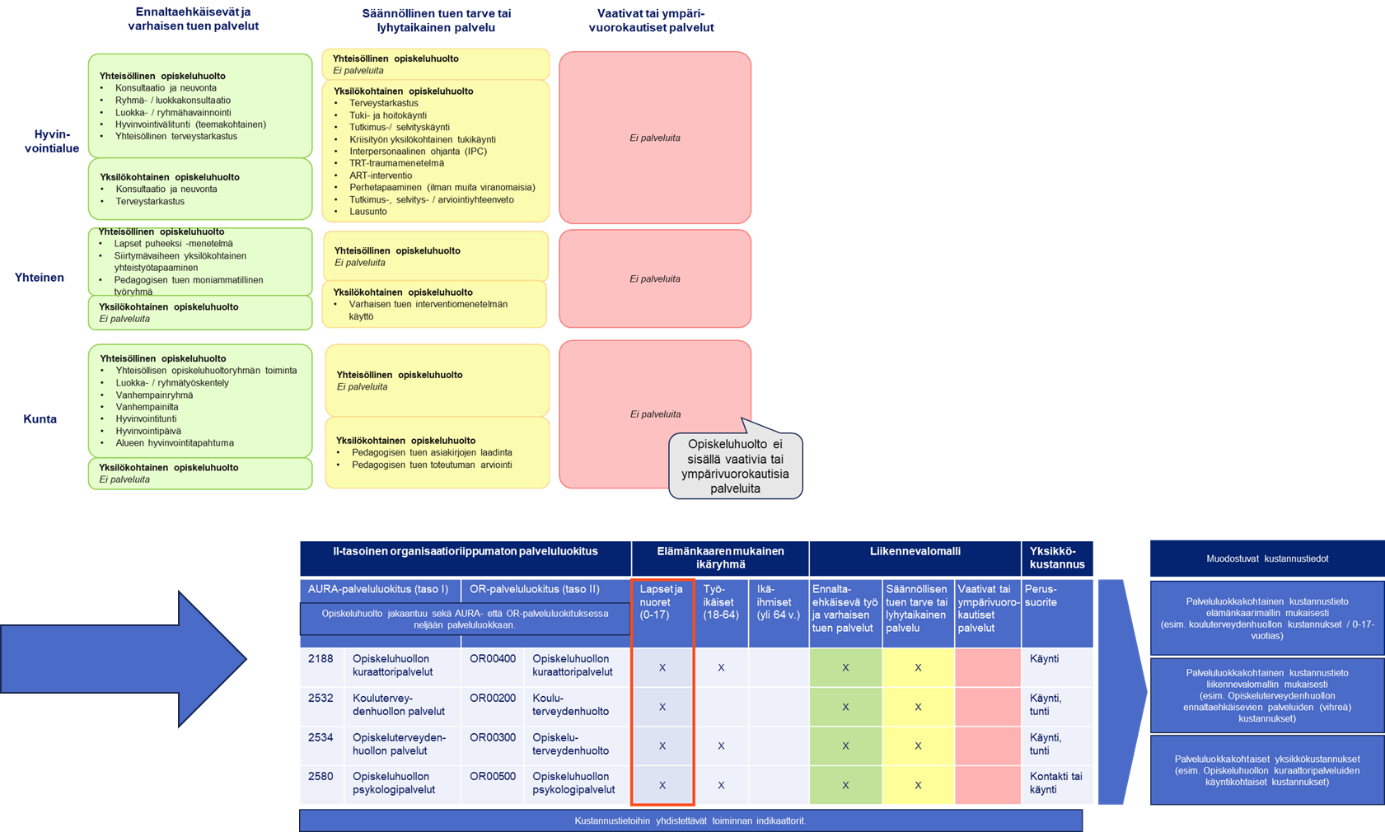 Ennaltaehkäisevät ja
varhaisen tuen palvelut
Säännöllinen tuen tarve tai
lyhytaikainen palvelu
Vaativat tai ympäri-
vuorokautiset palvelut
Hyvin-
vointialue
Yhteisöllinen opiskeluhuolto
• Konsultaatio ja neuvonta
• Ryhmä- / luokkakonsultaatio
• Luokka- / ryhmähavainnointi
• Hyvinvointivälitunti (teemakohtainen)
• Yhteisöllinen terveystarkastus
Yksilökohtainen opiskeluhuolto
• Konsultaatio ja neuvonta
• Terveystarkastus
Yhteisöllinen opiskeluhuolto
Ei palveluita
Yksilökohtainen opiskeluhuolto
• Terveystarkastus
• Tuki- ja hoitokäynti
• Tutkimus-/ selvityskäynti
• Kriisityön yksilökohtainen tukikäynti
• Interpersonaalinen ohjanta (IPC)
• TRT-traumamenetelmä
• ART-interventio
• Perhetapaaminen (ilman muita viranomaisia)
• Tutkimus-, selvitys- / arviointiyhteenveto
• Lausunto
Ei palveluita
Yhteinen
Yhteisöllinen opiskeluhuolto
• Lapset puheeksi -menetelmä
• Siirtymävaiheen yksilökohtainen
yhteistyötapaaminen
• Pedagogisen tuen moniammatillinen
työryhmä
Yksilökohtainen opiskeluhuolto
Ei palveluita
Yhteisöllinen opiskeluhuolto
Ei palveluita
Yksilökohtainen opiskeluhuolto
• Varhaisen tuen interventiomenetelmän
käyttö
Ei palveluita
Kunta
Yhteisöllinen opiskeluhuolto
• Yhteisöllisen opiskeluhuoltoryhmän toiminta
• Luokka- / ryhmätyöskentely
• Vanhempainryhmä
• Vanhempainilta
• Hyvinvointitunti
• Hyvinvointipäivä
• Alueen hyvinvointitapahtuma
Yksilökohtainen opiskeluhuolto
Ei palveluita
Yhteisöllinen opiskeluhuolto
Ei palveluita
Yksilökohtainen opiskeluhuolto
• Pedagogisen tuen asiakirjojen laadinta
• Pedagogisen tuen toteutuman arviointi
Ei palveluita
Opiskeluhuolto ei
sisällä vaativia tai
ympärivuorokautisia
palveluita
II-tasoinen organisaatioriippumaton palveluluokitus
Elämänkaarenmukainen
ikäryhmä
Liikennevalomalli
Yksikkö-
kustannus
AURA-palveluluokitus (taso I)
OR-palveluluokitus (taso II)
Opiskeluhuolto jakaantuu sekä AURA- että OR-palveluluokituksessa
neljään palveluluokkaan.
Lapset ja
nuoret
(0-17)
Työ-
ikäiset
(18-64)
Ikä-
ihmiset
(yli 64 v.)
Ennalta-
ehkäisevä työ
ja varhaisen
tuen palvelut
Säännöllisen
tuen tarve tai
lyhytaikainen
palvelu
Vaativat tai
ympärivuoro-
kautiset
palvelut
Perus-
suorite
2188 Opiskeluhuollon
kuraattoripalvelut
OR00400 Opiskeluhuollon
kuraattoripalvelut
X X X X Käynti
2532 Koulutervey-
denhuollon palvelut
OR00200 Koulu-
terveydenhuolto
X X X Käynti,
tunti
2534 Opiskeluterveyden-
huollon palvelut
OR00300 Opiskelu-
terveydenhuolto
X X X X Käynti,
tunti
2580 Opiskeluhuollon
psykologipalvelut
OR00500 Opiskeluhuollon
psykologipalvelut
X X X X Kontakti tai
käynti
Kustannustietoihin yhdistettävät toiminnan indikaattorit.
Muodostuvat kustannustiedot
Palveluluokkakohtainen kustannustieto
elämänkaarimallin mukaisesti
(esim. kouluterveydenhuollon kustannukset / 0-17-
vuotias)
Palveluluokkakohtainen kustannustieto
liikennevalomallin mukaisesti
(esim. Opiskeluterveydenhuollon
ennaltaehkäisevien palveluiden (vihreä)
kustannukset)
Palveluluokkakohtaiset yksikkökustannukset
(esim. Opiskeluhuollon kuraattoripalveluiden
käyntikohtaiset kustannukset)